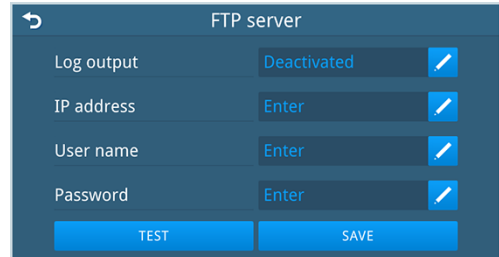 FTP server
Log output Deactivated
IP address Enter
User name Enter
Password Enter
TEST SAVE